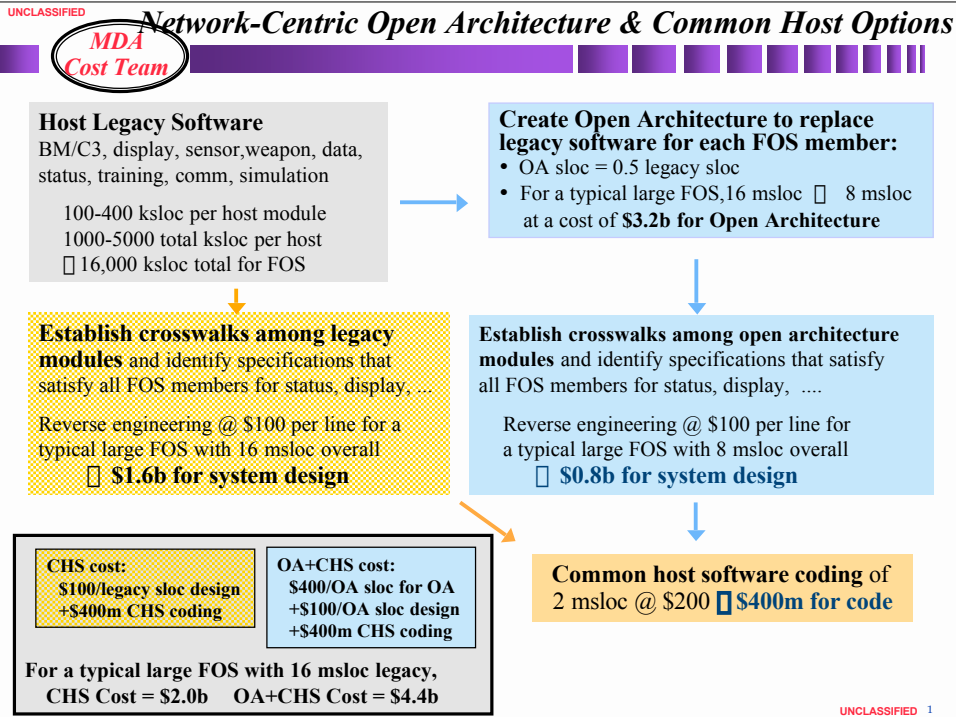 UNCLASSIFIED
Network-Centric Open Architecture & Common Host Options
MDA
Cost Team
Host Legacy Software
BM/C3, display, sensor,weapon, data,
status, training, comm, simulation
100-400 ksloc per host module
1000-5000 total ksloc per host
▯ 16,000 ksloc total for FOS
Create Open Architecture to replace
legacy software for each FOS member:
• OA sloc = 0.5 legacy sloc
• For a typical large FOS,16 msloc ▯ 8 msloc
at a cost of $3.2b for Open Architecture
Establish crosswalks among legacy
modules and identify specifications that
satisfy all FOS members for status, display, ...
Reverse engineering @ $100 per line for a
typical large FOS with 16 msloc overall
▯ $1.6b for system design
Establish crosswalks among open architecture
modules and identify specifications that satisfy
all FOS members for status, display, ....
Reverse engineering @ $100 per line for
a typical large FOS with 8 msloc overall
▯ $0.8b for system design
CHS cost:
$100/legacy sloc design
+$400m CHS coding
OA+CHS cost:
$400/OA sloc for OA
+$100/OA sloc design
+$400m CHS coding
For a typical large FOS with 16 msloc legacy,
CHS Cost = $2.0b OA+CHS Cost = $4.4b
Common host software coding of
2 msloc @ $200 ▯ $400m for code
UNCLASSIFIED 1